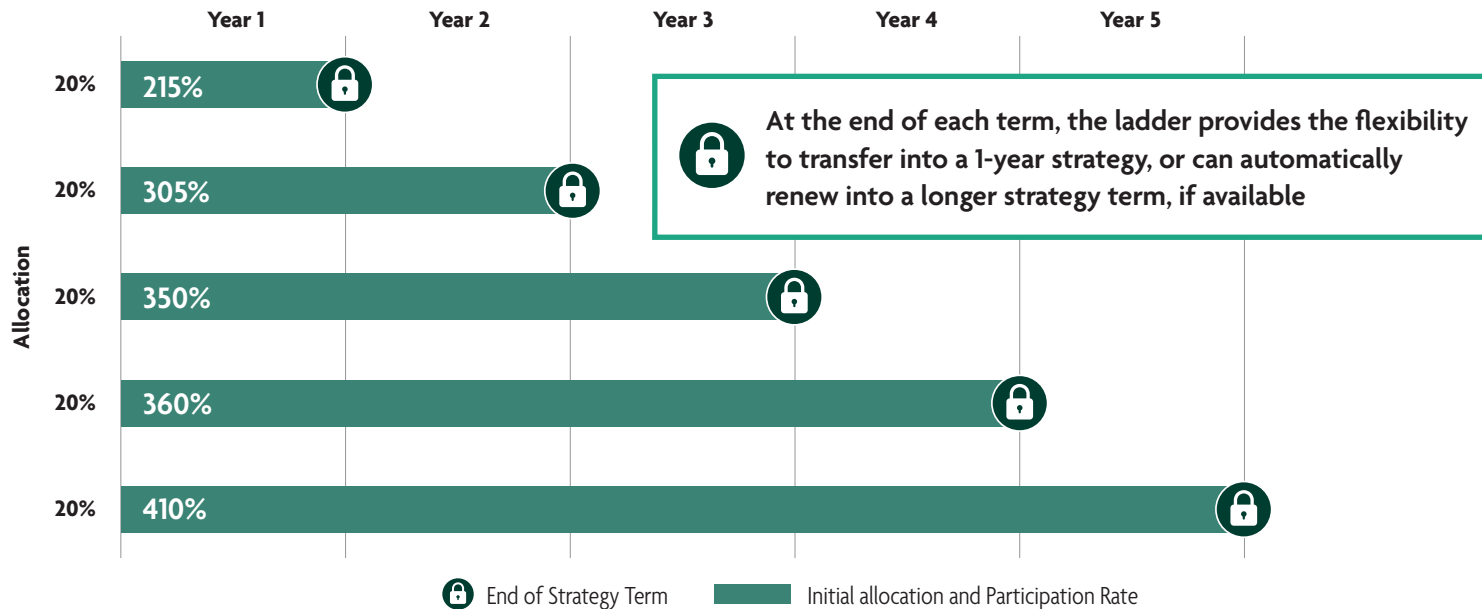 Year 1 Year 2 Year 3 Year 4 Year 5
20% 215%
At the end of each term, the ladder provides the flexibility
to transfer into a 1-year strategy, or can automatically
renew into a longer strategy term, if available
20% 305%
Allocation
20% 350%
20% 360%
20% 410%
End of Strategy Term Initial allocation and Participation Rate